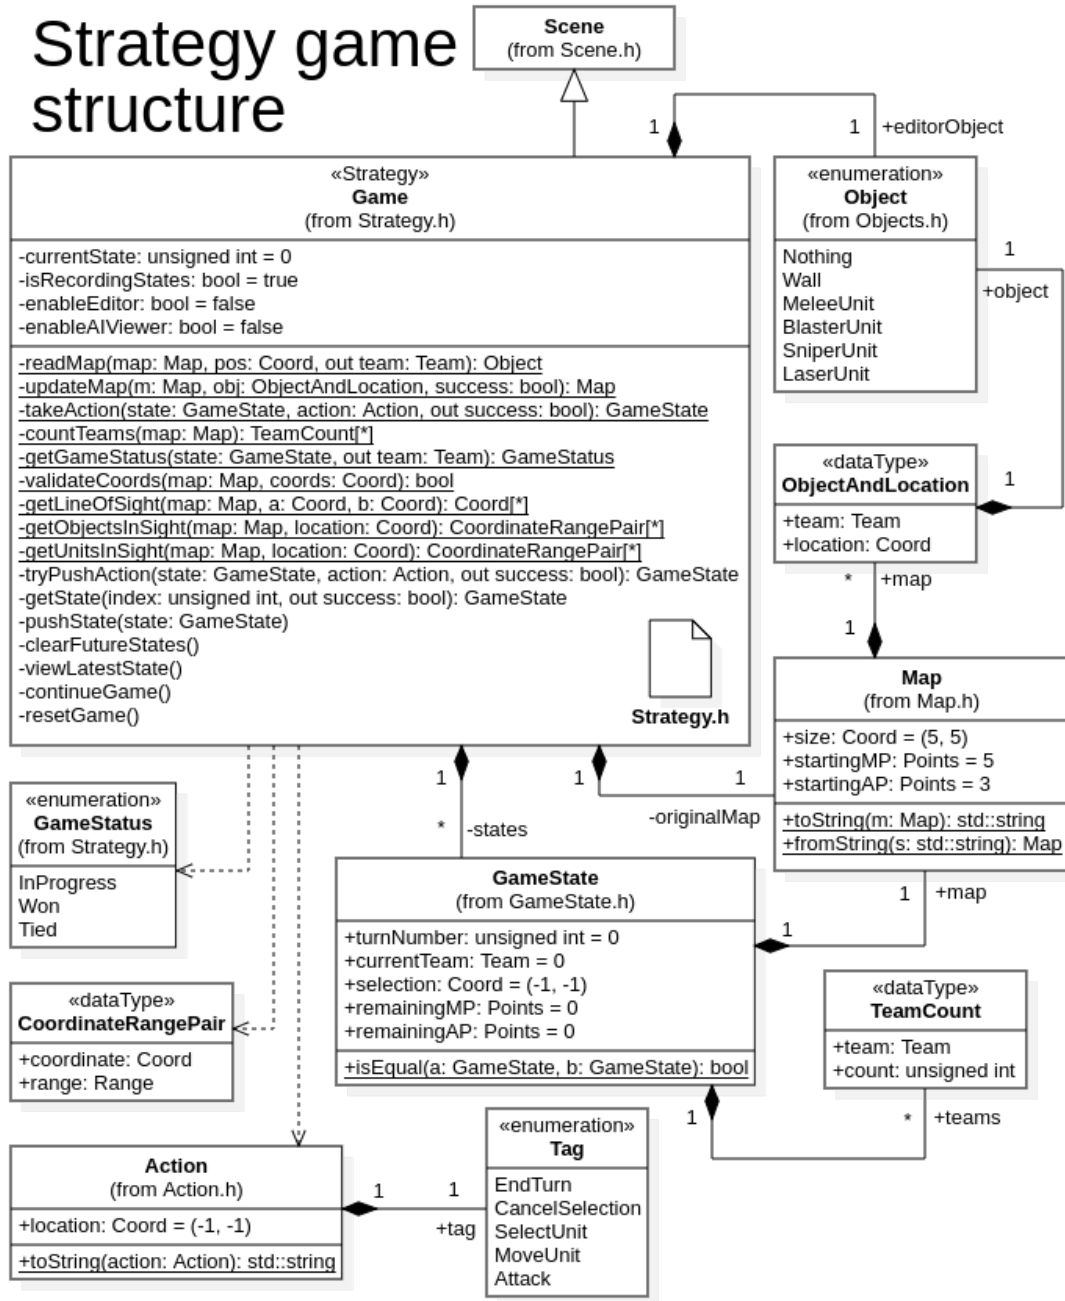 Strategy game
structure
Scene
(from Scene.h)
1
1
+editorObject
«Strategy»
Game
(from Strategy.h)
-currentState: unsigned int = 0
-isRecordingStates: bool = true
-enableEditor: bool = false
-enableAIViewer: bool = false
-readMap(map: Map, pos: Coord, out team: Team): Object
-updateMap(m: Map, obj: ObjectAndLocation, success: bool): Map
-takeAction(state: GameState, action: Action, out success: bool): GameState
-countTeams(map: Map): TeamCount[*]
-getGameStatus(state: GameState, out team: Team): GameStatus
-validateCoords(map: Map, coords: Coord): bool
-getLineOfSight(map: Map, a: Coord, b: Coord): Coord[*]
-getObjectsInSight(map: Map, location: Coord): CoordinateRangePair[*]
-getUnitsInSight(map: Map, location: Coord): CoordinateRangePair[*]
-tryPushAction(state: GameState, action: Action, out success: bool): GameState
-getState(index: unsigned int, out success: bool): GameState
-pushState(state: GameState)
-clearFutureStates()
-viewLatestState()
-continueGame()
-resetGame()
Strategy.h
«enumeration»
Object
(from Objects.h)
Nothing
Wall
MeleeUnit
BlasterUnit
SniperUnit
LaserUnit
1
+object
«dataType»
ObjectAndLocation
+team: Team
+location: Coord
1
*
+map
1
Map
(from Map.h)
+size: Coord = (5, 5)
+startingMP: Points = 5
+startingAP: Points = 3
+toString(m: Map): std::string
+fromString(s: std::string): Map
1
*
-states
1
1
-originalMap
«enumeration»
GameStatus
(from Strategy.h)
InProgress
Won
Tied
GameState
(from GameState.h)
+turnNumber: unsigned int = 0
+currentTeam: Team = 0
+selection: Coord = (-1, -1)
+remainingMP: Points = 0
+remainingAP: Points = 0
+isEqual(a: GameState, b: GameState): bool
1
+map
1
«dataType»
CoordinateRangePair
+coordinate: Coord
+range: Range
«dataType»
TeamCount
+team: Team
+count: unsigned int
1
*
+teams
Action
(from Action.h)
+location: Coord = (-1, -1)
+toString(action: Action): std::string
1
1
+tag
«enumeration»
Tag
EndTurn
CancelSelection
SelectUnit
MoveUnit
Attack